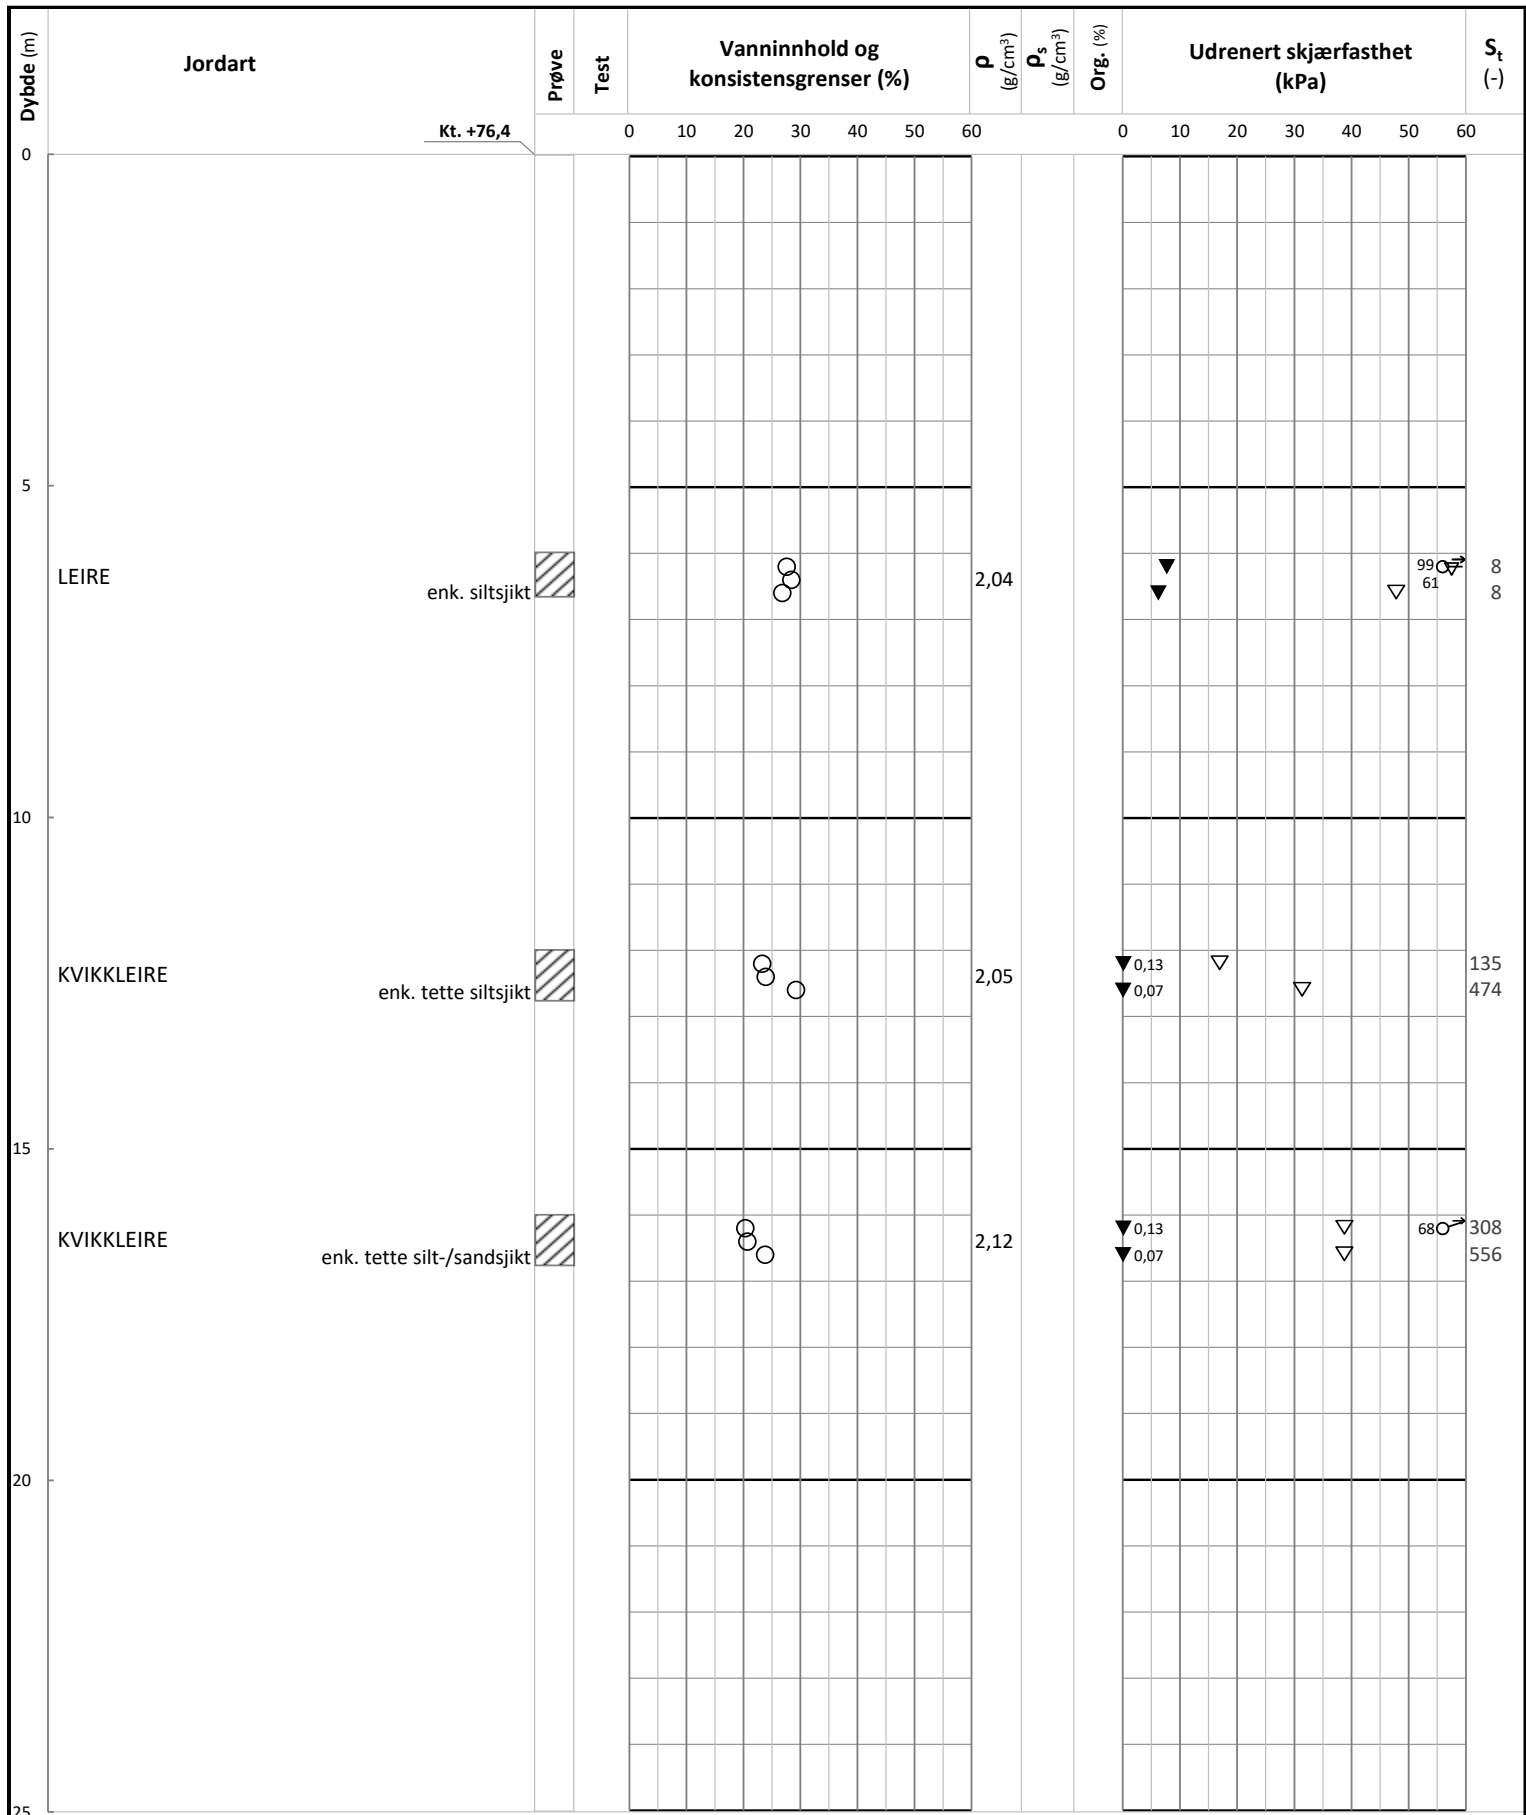 Dybde (m)
Jordart
Prøve
Test
Vanninnhold og
konsistensgrenser (%)
ρ
(g/cm³)
ρs
(g/cm³)
Org. (%)
Udrenert skjærfasthet
(kPa)
St
(-)
Kt. +76,4
0 10 20 30 40 50 60
0 10 20 30 40 50 60
0
5
LEIRE
enk. siltsjikt
2,04
99
61
8
8
10
KVIKKLEIRE
enk. tette siltsjikt
2,05
0,13
0,07
135
474
15
KVIKKLEIRE
enk. tette silt-/sandsjikt
2,12
0,13
0,07
68
308
556
20
25